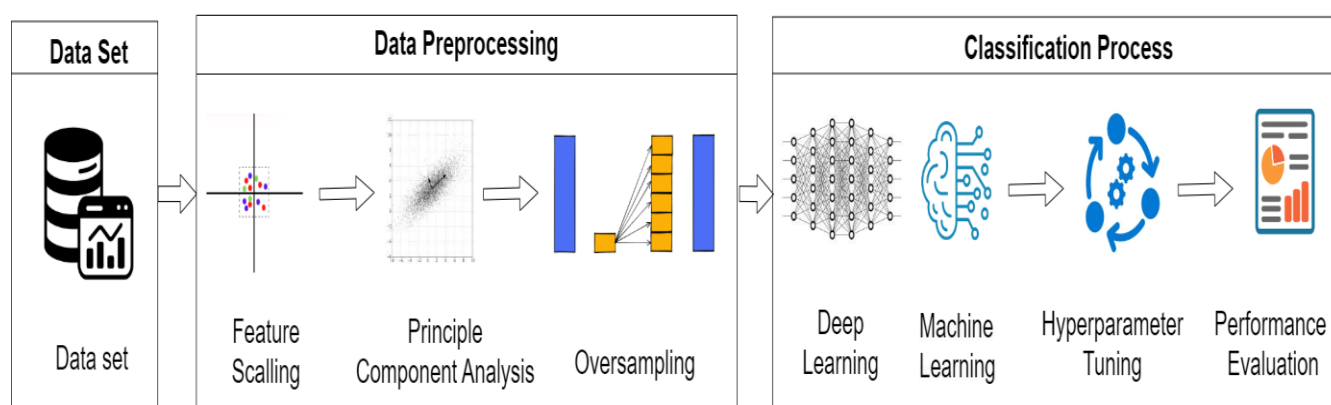 Data Set
Data Preprocessing
Classification Process
Data set
Feature
Scalling
Principle
Component Analysis
Oversampling
Deep
Learning
Machine
Learning
Hyperparameter
Tuning
Performance
Evaluation